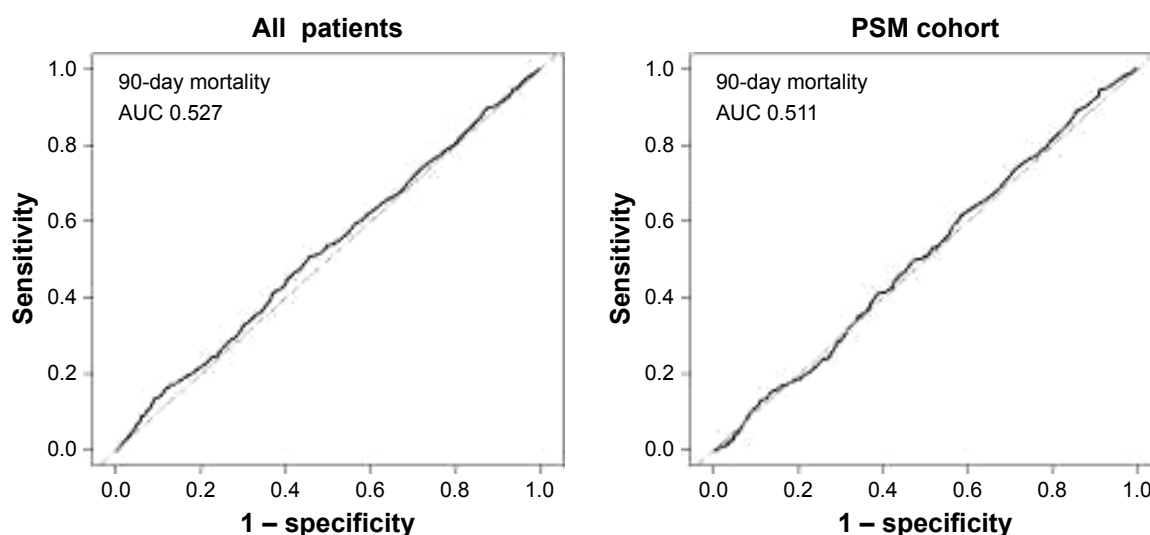 All patients
90-day mortality
AUC 0.527
Sensitivity
1.0
0.8
0.6
0.4
0.2
0.0
0.0 0.2 0.4 0.6 0.8 1.0
1 – specificity
PSM cohort
90-day mortality
AUC 0.511
Sensitivity
1.0
0.8
0.6
0.4
0.2
0.0
0.0 0.2 0.4 0.6 0.8 1.0
1 – specificity